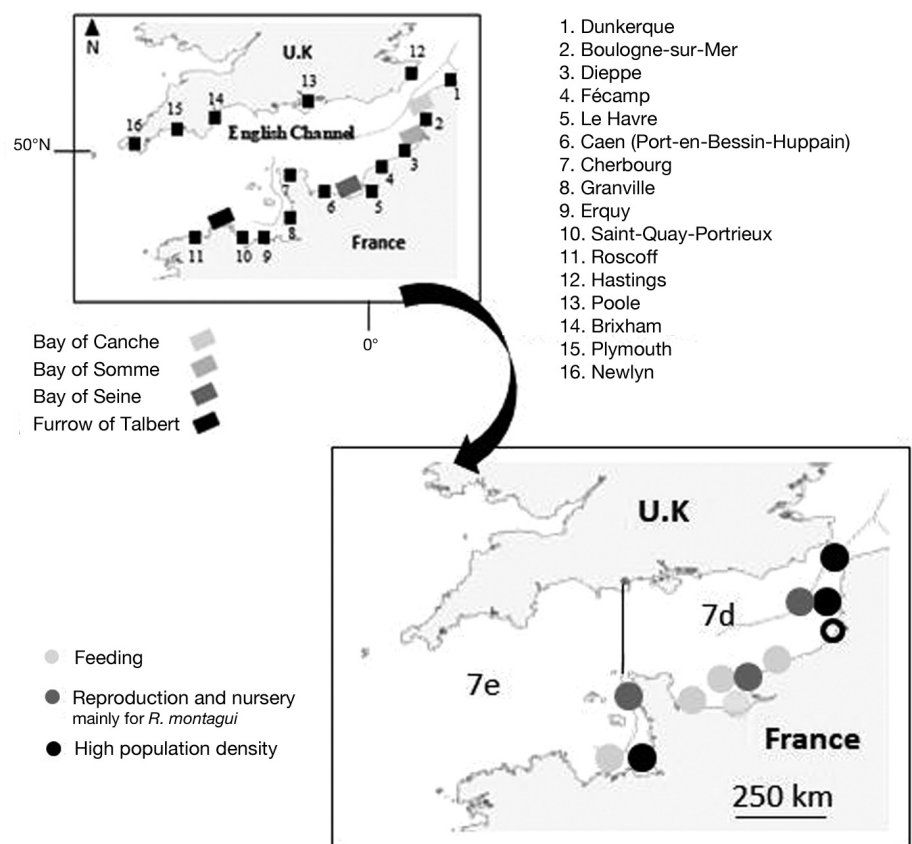 N
U.K
12
13
1
14
15
16
2
English Channel
50°N
3
4
7
6
5
8
France
11
10
9
0°
1. Dunkerque
2. Boulogne-sur-Mer
3. Dieppe
4. Fécamp
5. Le Havre
6. Caen (Port-en-Bessin-Huppain)
7. Cherbourg
8. Granville
9. Erquy
10. Saint-Quay-Portrieux
11. Roscoff
12. Hastings
13. Poole
14. Brixham
15. Plymouth
16. Newlyn
Bay of Canche
Bay of Somme
Bay of Seine
Furrow of Talbert
U.K
7d
7e
France
250 km
Feeding
Reproduction and nursery
mainly for R. montagui
High population density